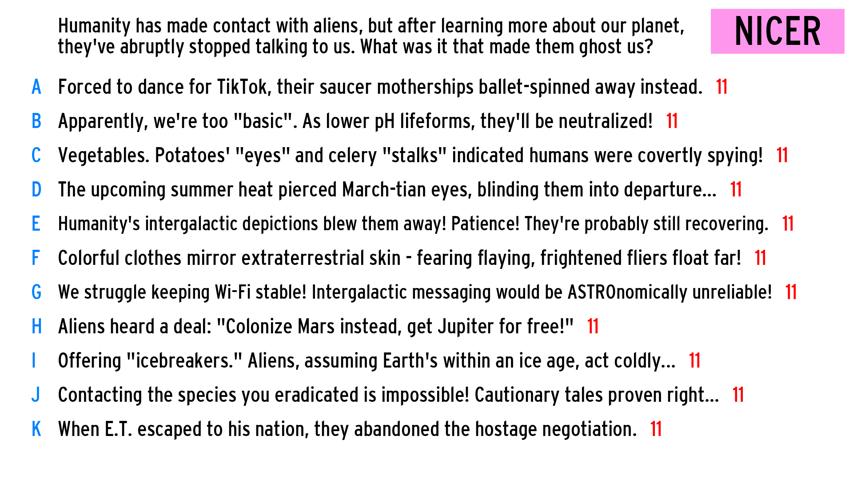 Humanity has made contact with aliens, but after learning more about our planet,
they've abruptly stopped talking to us. What was it that made them ghost us?
NICER
A Forced to dance for TikTok, their saucer motherships ballet-spinned away instead. 11
B Apparently, we're too "basic". As lower pH lifeforms, they'll be neutralized! 11
C Vegetables. Potatoes' "eyes" and celery "stalks" indicated humans were covertly spying! 11
D The upcoming summer heat pierced March-tian eyes, blinding them into departure... 11
E Humanity's intergalactic depictions blew them away! Patience! They're probably still recovering. 11
F Colorful clothes mirror extraterrestrial skin - fearing flaying, frightened fliers float far! 11
G We struggle keeping Wi-Fi stable! Intergalactic messaging would be ASTROnomically unreliable! 11
H Aliens heard a deal: "Colonize Mars instead, get Jupiter for free!" 11
I Offering "icebreakers." Aliens, assuming Earth's within an ice age, act coldly... 11
J Contacting the species you eradicated is impossible! Cautionary tales proven right... 11
K When E.T. escaped to his nation, they abandoned the hostage negotiation. 11